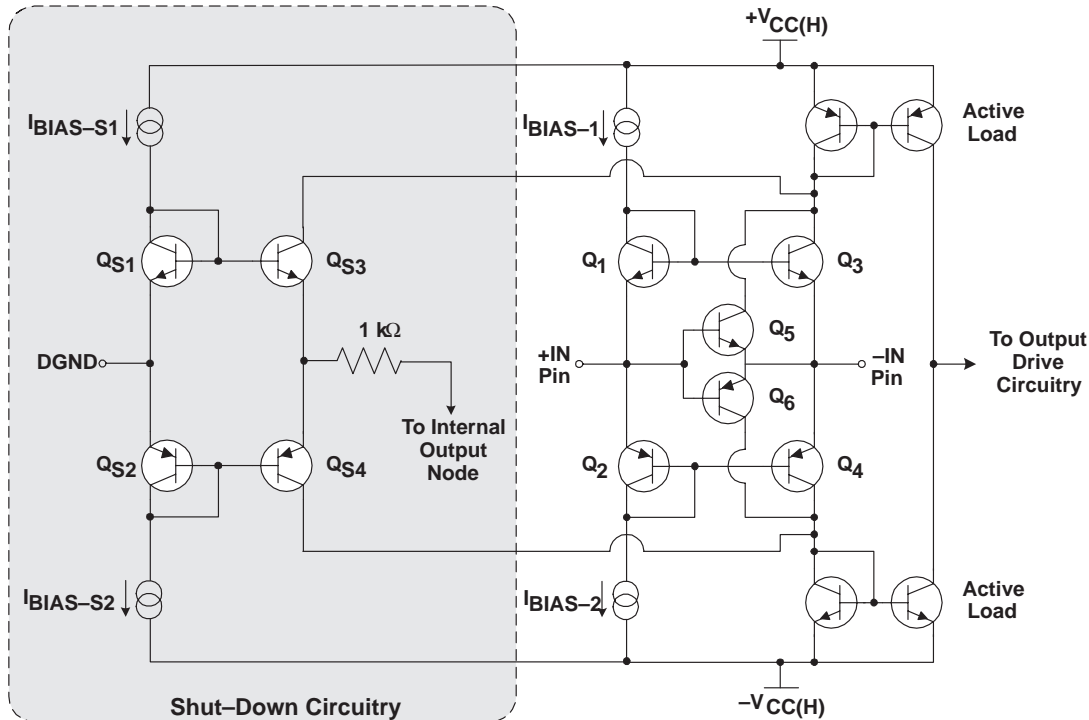 +VCC(H)
IBIAS–S1
IBIAS–1
Active
Load
QS1
QS3
Q1
Q3
1 kΩ
Q5
DGND
+IN
Pin
–IN
Pin
To Output
Drive
Circuitry
Q6
To Internal
Output
Node
QS2
QS4
Q2
Q4
IBIAS–S2
IBIAS–2
Active
Load
Shut–Down Circuitry
–VCC(H)